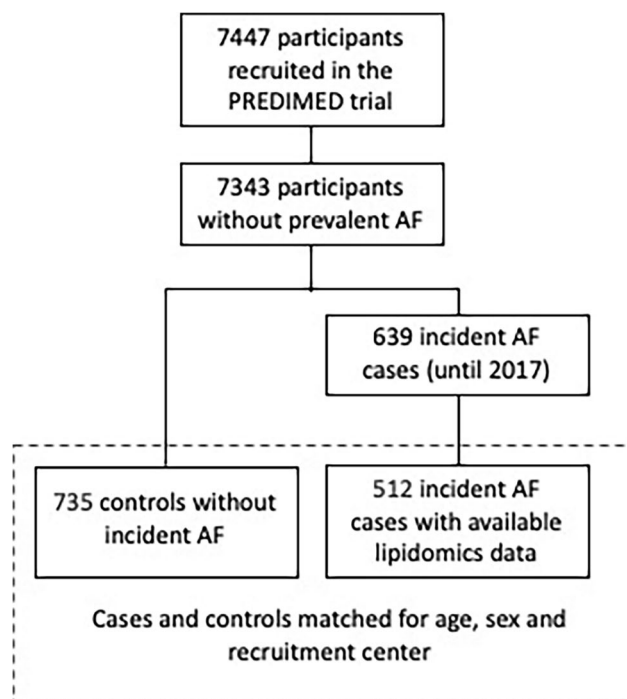 7447 participants
recruited in the
PREDIMED trial
7343 participants
without prevalent AF
639 incident AF
cases (until 2017)
735 controls without
incident AF
512 incident AF
cases with available
lipidomics data
Cases and controls matched for age, sex and
recruitment center